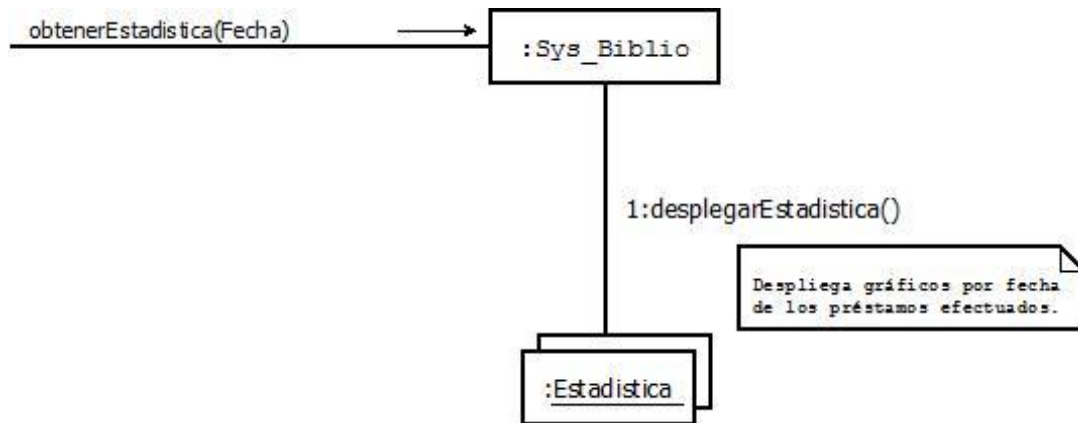 obtenerEstadistica(Fecha)
:Sys_Biblio
1:desplegarEstadistica()
Despliega gráficos por fecha
de los préstamos efectuados.
:Estadistica